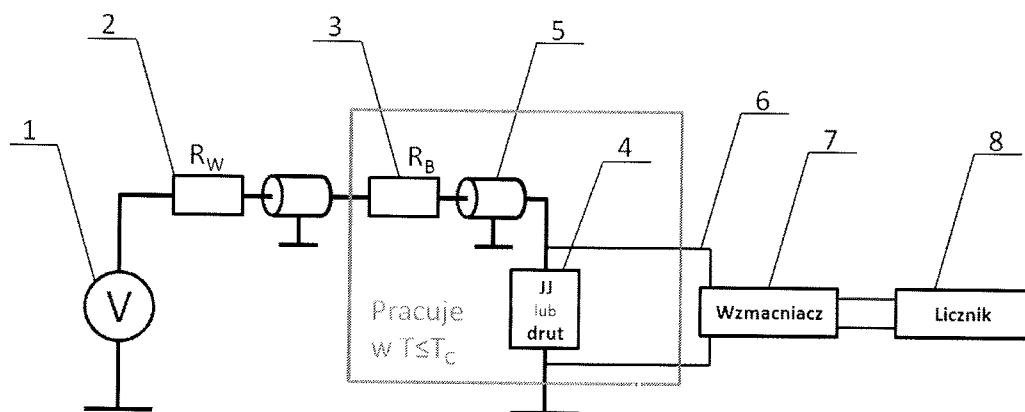 2
3
5
1
6
7
8
R_W
R_B
4
V
JJ
lub
drut
Pracuje
w T≤T_C
Wzmacniacz
Licznik